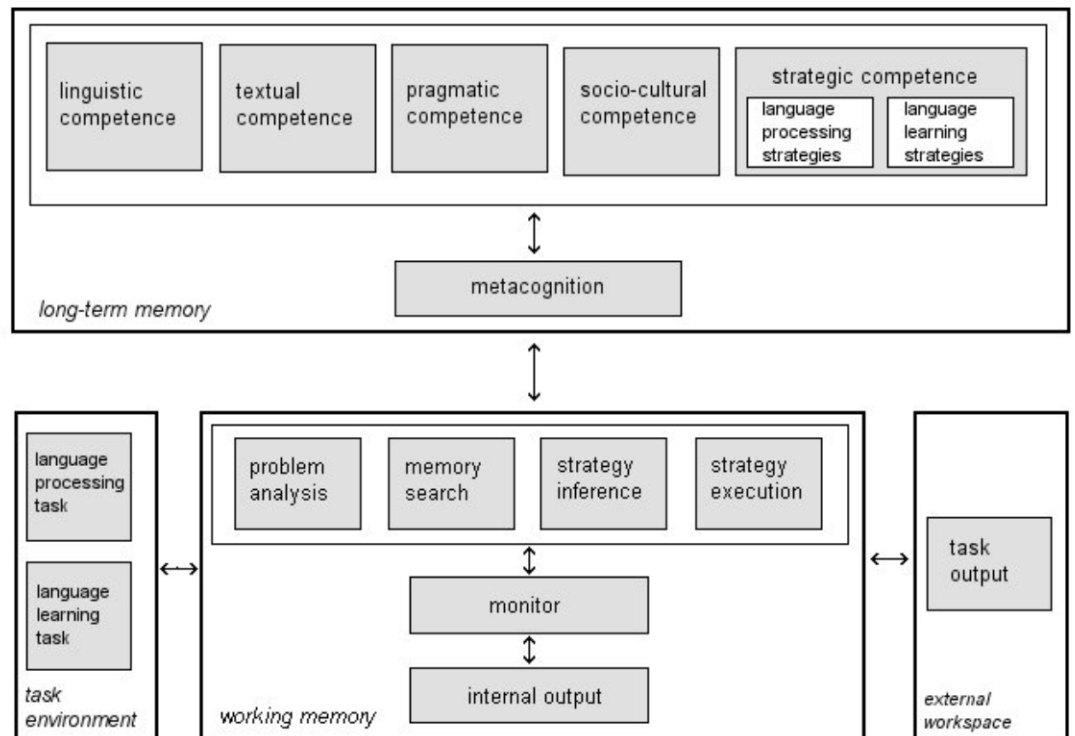 linguistic
competence
textual
competence
pragmatic
competence
socio-cultural
competence
strategic competence
language
processing
strategies
language
learning
strategies
metacognition
long-term memory
language
processing
task
language
learning
task
task
environment
problem
analysis
memory
search
strategy
inference
strategy
execution
monitor
internal output
working memory
task
output
external
workspace